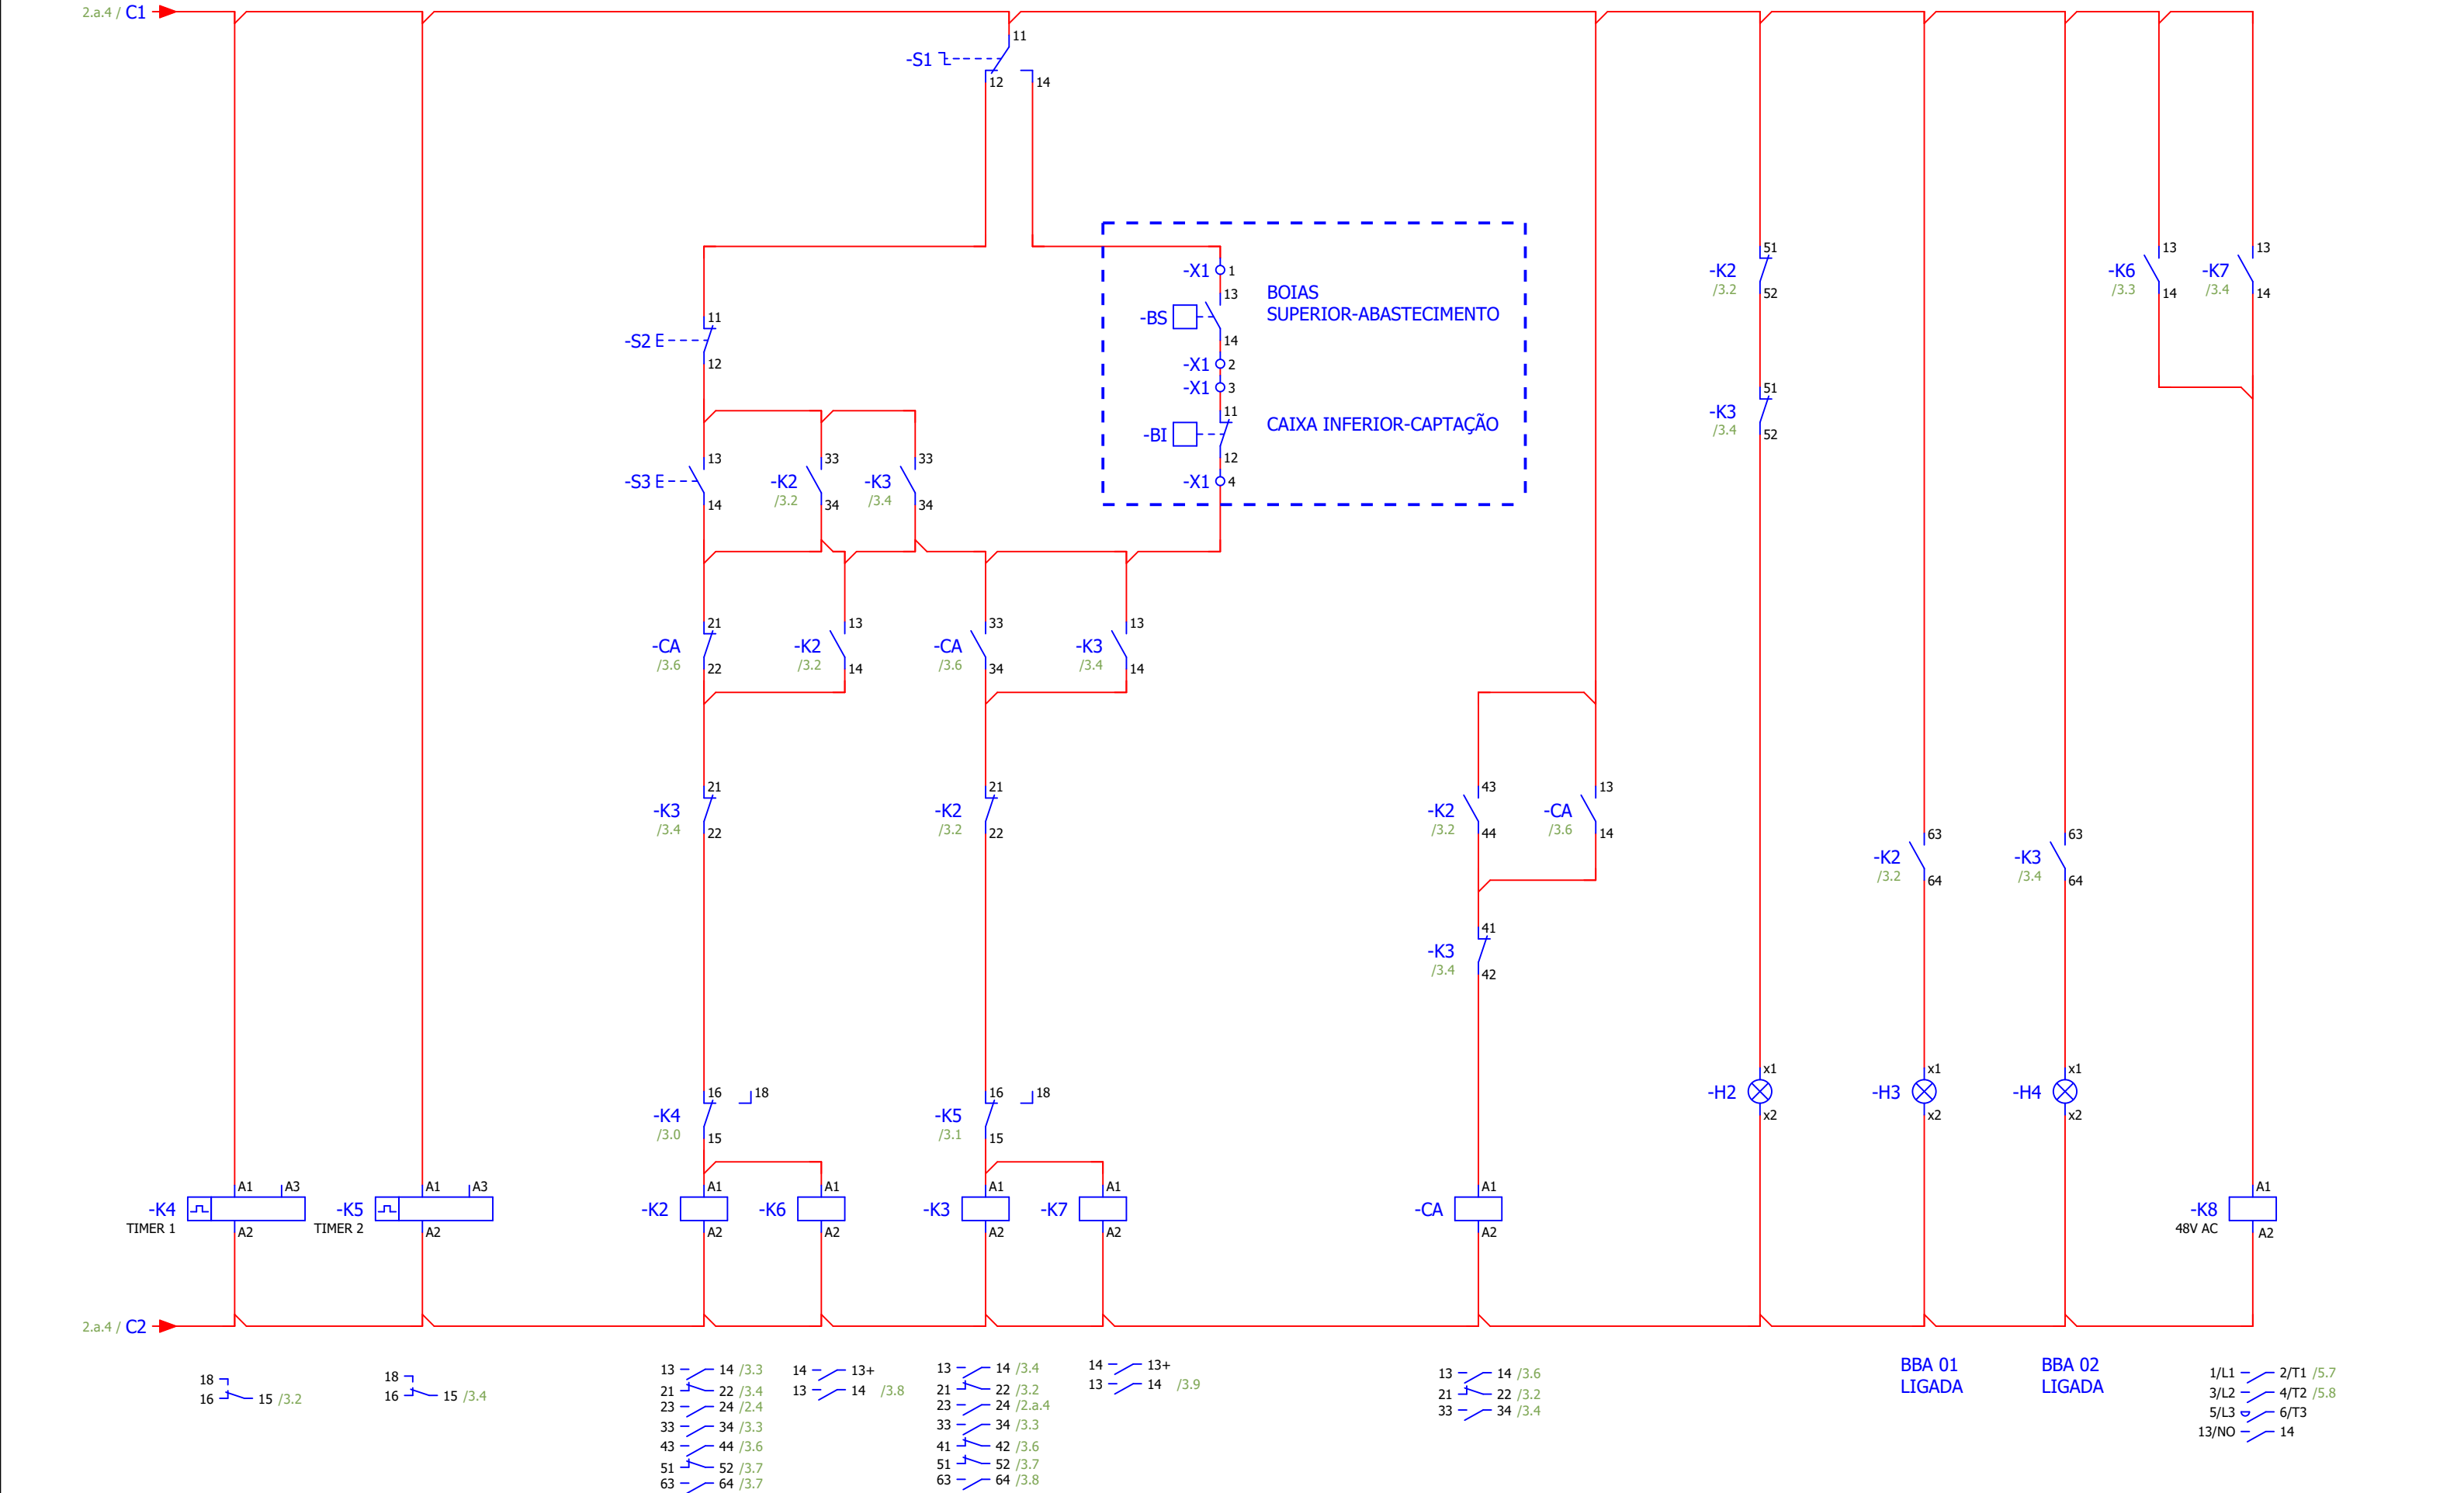 2.a.4 / C1
11
-S1
12 14
-X1 1
13
BOIAS
SUPERIOR-ABASTECIMENTO
-BS
14
-X1 2
-X1 3
11
CAIXA INFERIOR-CAPTAÇÃO
-BI
12
-X1 4
11
-S2
12
13
-S3
14
33
-K2
/3.2
34
33
-K3
/3.4
34
21
-CA
/3.6
22
13
-K2
/3.2
14
33
-CA
/3.6
34
13
-K3
/3.4
14
21
-K3
/3.4
22
21
-K2
/3.2
22
43
-K2
/3.2
44
13
-CA
/3.6
14
41
-K3
/3.4
42
51
-K2
/3.2
52
51
-K3
/3.4
52
63
-K2
/3.2
64
63
-K3
/3.4
64
13
-K6
/3.3
14
13
-K7
/3.4
14
16 18
-K4
/3.0
15
16 18
-K5
/3.1
15
x1
-H2
x2
x1
-H3
x2
x1
-H4
x2
A1 A3
-K4
TIMER 1
A2
A1 A3
-K5
TIMER 2
A2
A1
-K2
A2
A1
-K6
A2
A1
-K3
A2
A1
-K7
A2
A1
-CA
A2
A1
-K8
48V AC
A2
2.a.4 / C2
18
16 15 /3.2
18
16 15 /3.4
13 14 /3.3
21 22 /3.4
23 24 /2.4
33 34 /3.3
43 44 /3.6
51 52 /3.7
63 64 /3.7
14 13+
13 14 /3.8
13 14 /3.4
21 22 /3.2
23 24 /2.a.4
33 34 /3.3
41 42 /3.6
51 52 /3.7
63 64 /3.8
14 13+
13 14 /3.9
13 14 /3.6
21 22 /3.2
33 34 /3.4
BBA 01
LIGADA
BBA 02
LIGADA
1/L1 2/T1 /5.7
3/L2 4/T2 /5.8
5/L3 6/T3
13/NO 14